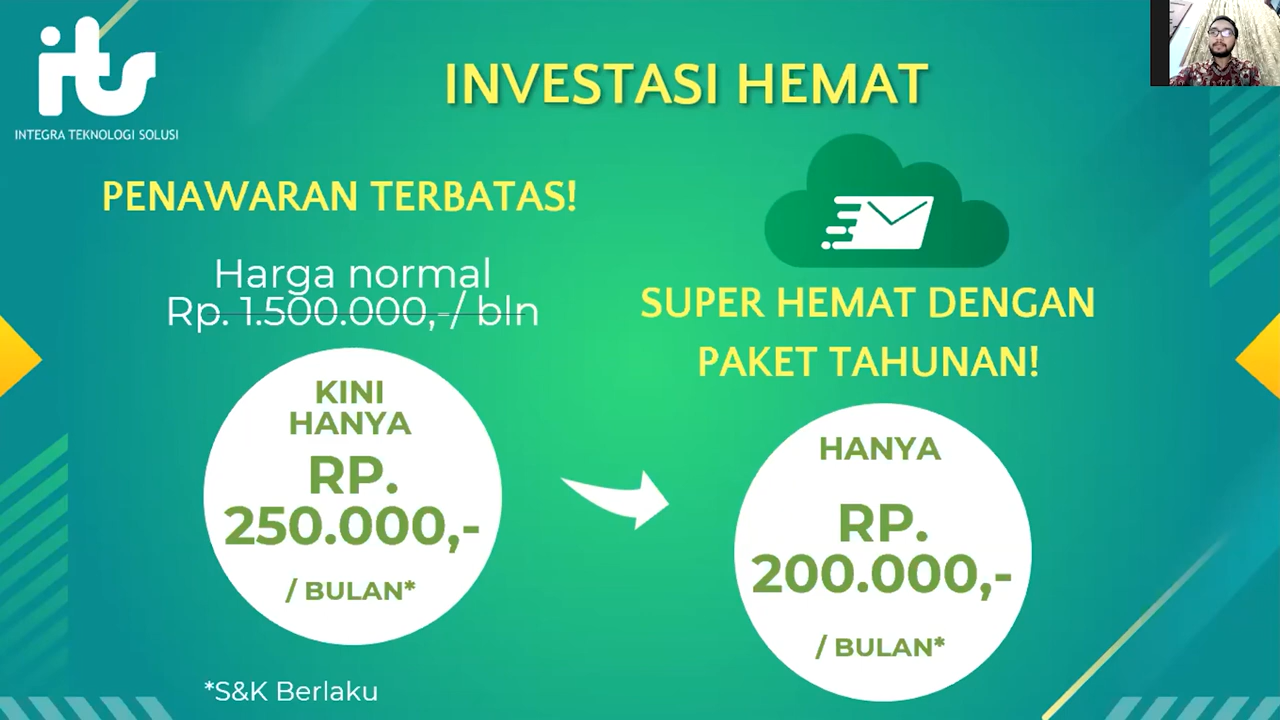 its
INTEGRA TEKNOLOGI SOLUSI
INVESTASI HEMAT
PENAWARAN TERBATAS!
Harga normal
Rp. 1.500.000,-/ bln
KINI
HANYA
RP.
250.000,-
/ BULAN*
*S&K Berlaku
SUPER HEMAT DENGAN
PAKET TAHUNAN!
HANYA
RP.
200.000,-
/ BULAN*